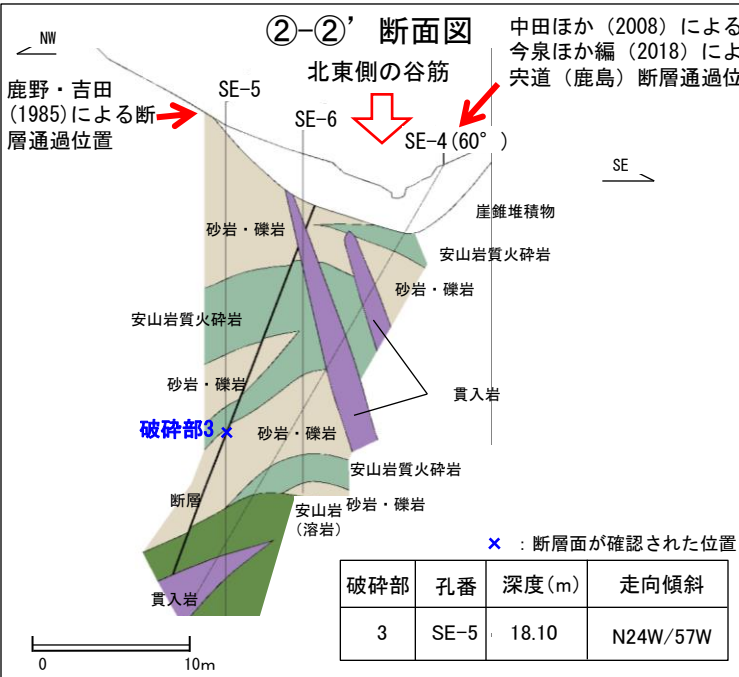 ②-②’ 断面図
NW
北東側の谷筋
中田ほか（2008）による
今泉ほか編（2018）によ
宍道（鹿島）断層通過位
鹿野・吉田
(1985)による断
層通過位置
SE-5
SE-6
SE-4(60°)
SE
崖錐堆積物
砂岩・礫岩
安山岩質火砕岩
砂岩・礫岩
安山岩質火砕岩
砂岩・礫岩
貫入岩
破砕部3 ×
砂岩・礫岩
安山岩質火砕岩
断層
安山岩
（溶岩）
砂岩・礫岩
貫入岩
× ：断層面が確認された位置
破砕部 孔番 深度(m) 走向傾斜
3 SE-5 18.10 N24W/57W
0 10m